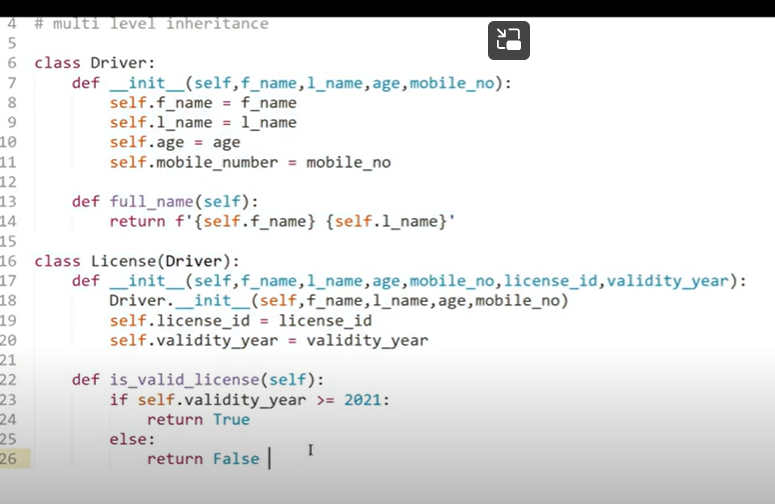 4 # multi level inheritance
5
6 class Driver:
7     def __init__(self,f_name,l_name,age,mobile_no):
8         self.f_name = f_name
9         self.l_name = l_name
10         self.age = age
11         self.mobile_number = mobile_no
12
13     def full_name(self):
14         return f'{self.f_name} {self.l_name}'
15
16 class License(Driver):
17     def __init__(self,f_name,l_name,age,mobile_no,license_id,validity_year):
18         Driver.__init__(self,f_name,l_name,age,mobile_no)
19         self.license_id = license_id
20         self.validity_year = validity_year
21
22     def is_valid_license(self):
23         if self.validity_year >= 2021:
24             return True
25         else:
26             return False